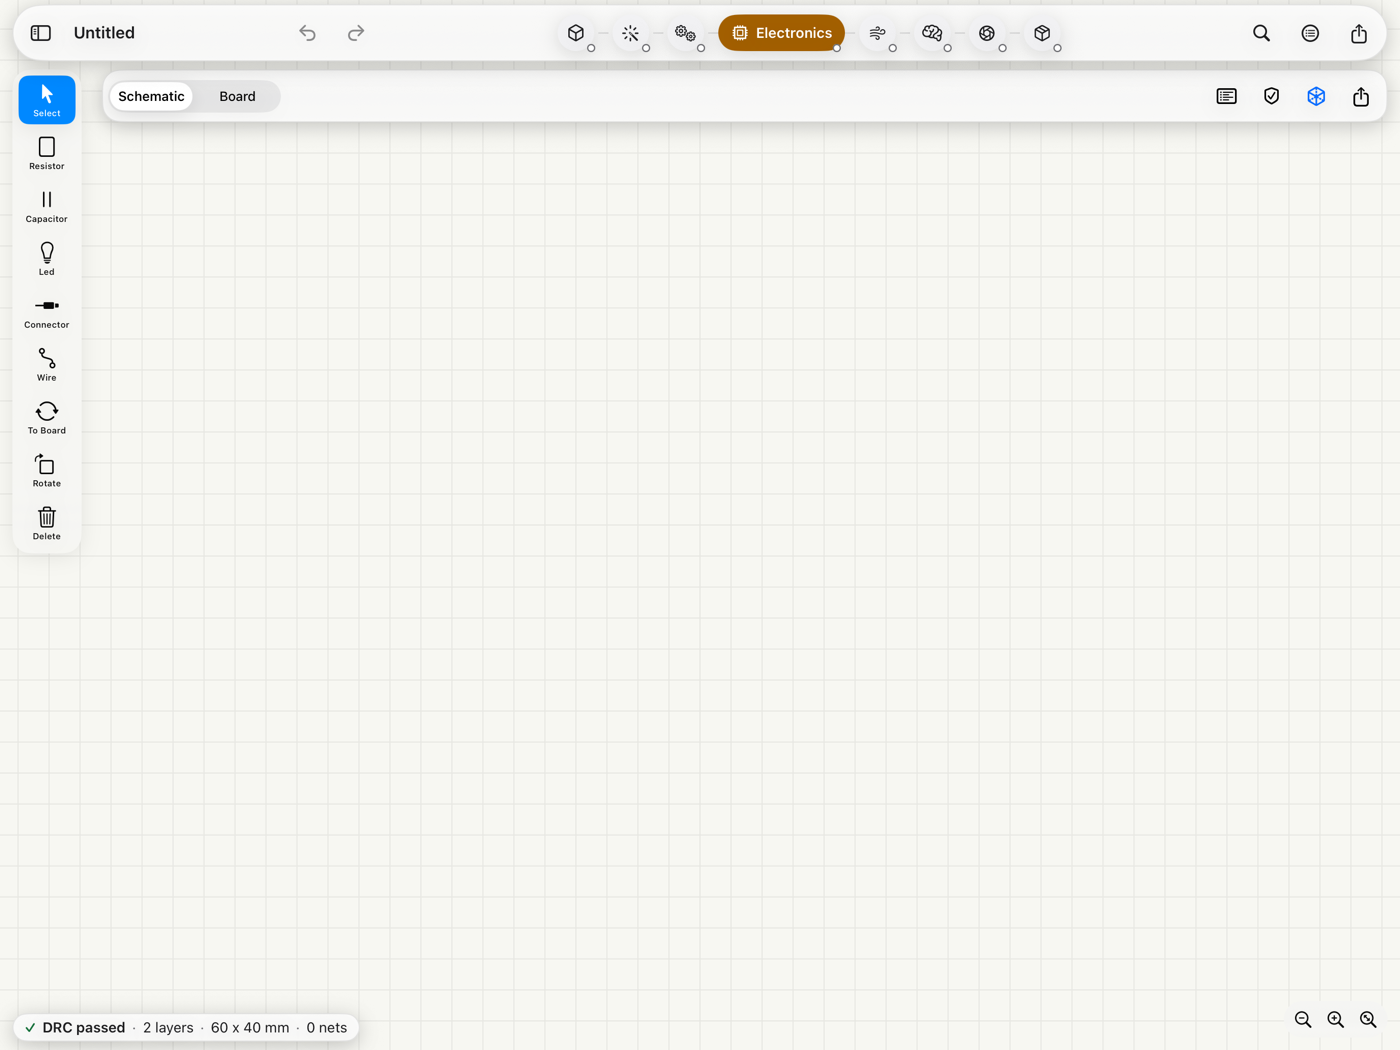 Untitled
Electronics
Schematic
Board
Select
Resistor
Capacitor
Led
Connector
Wire
To Board
Rotate
Delete
DRC passed · 2 layers · 60 x 40 mm · 0 nets